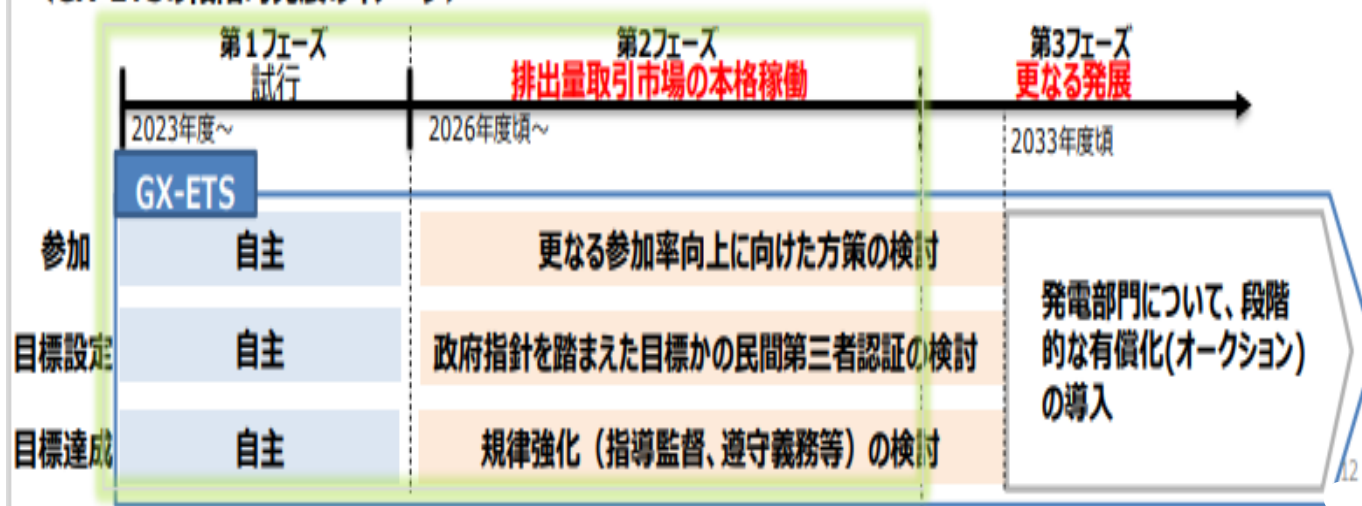 第1フェーズ
試行
第2フェーズ
排出量取引市場の本格稼働
第3フェーズ
更なる発展
2023年度～
2026年度頃～
2033年度頃
GX-ETS
参加
自主
更なる参加率向上に向けた方策の検討
目標設定
自主
政府指針を踏まえた目標かの民間第三者認証の検討
目標達成
自主
規律強化（指導監督、遵守義務等）の検討
発電部門について、段階
的な有償化(オークション)
の導入
12